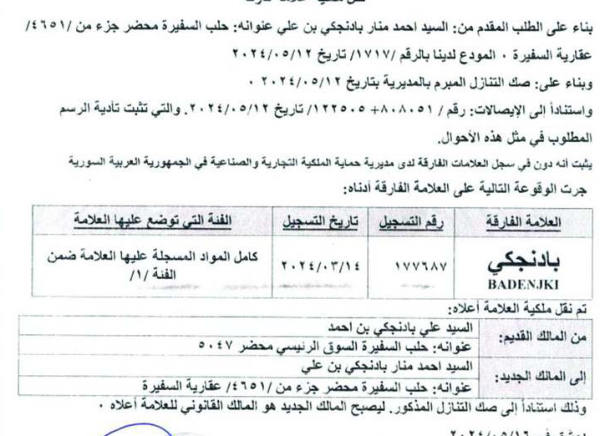 بناء على الطلب المقدم من: السيد احمد منار بادنجكي بن علي عنوانه: حلب السفيرة محضر جزء من /٤٦٥١/
عقارية السفيرة ٠ المودع لدينا بالرقم /١٧١٧/ تاريخ ٢٠٢٤/٠٥/١٢
وبناء على: صك التنازل المبرم بالمديرية بتاريخ ٢٠٢٤/٠٥/١٢ ٠
واستناداً إلى الإيصالات: رقم / ١٢٢٥٠٥ +٨٠٨٠٥١/ تاريخ ٢٠٢٤/٠٥/١٢. والتي تثبت تأدية الرسم
المطلوب في مثل هذه الأحوال.
يثبت أنه دون في سجل العلامات الفارقة لدى مديرية حماية الملكية التجارية والصناعية في الجمهورية العربية السورية
جرت الوقوعة التالية على العلامة الفارقة أدناه:
العلامة الفارقة رقم التسجيل تاريخ التسجيل الفئة التي توضع عليها العلامة
بادنجكي ١٧٧٦٨٧ ٢٠٢٤/٠٣/١٤ كامل المواد المسجلة عليها العلامة ضمن
BADENJKI الفئة /١/
تم نقل ملكية العلامة أعلاه:
من المالك القديم: السيد علي بادنجكي بن احمد
عنوانه: حلب السفيرة السوق الرئيسي محضر ٥٠٤٧
إلى المالك الجديد: السيد احمد منار بادنجكي بن علي
عنوانه: حلب السفيرة محضر جزء من /٤٦٥١/ عقارية السفيرة
وذلك استناداً إلى صك التنازل المذكور. ليصبح المالك الجديد هو المالك القانوني للعلامة أعلاه ٠